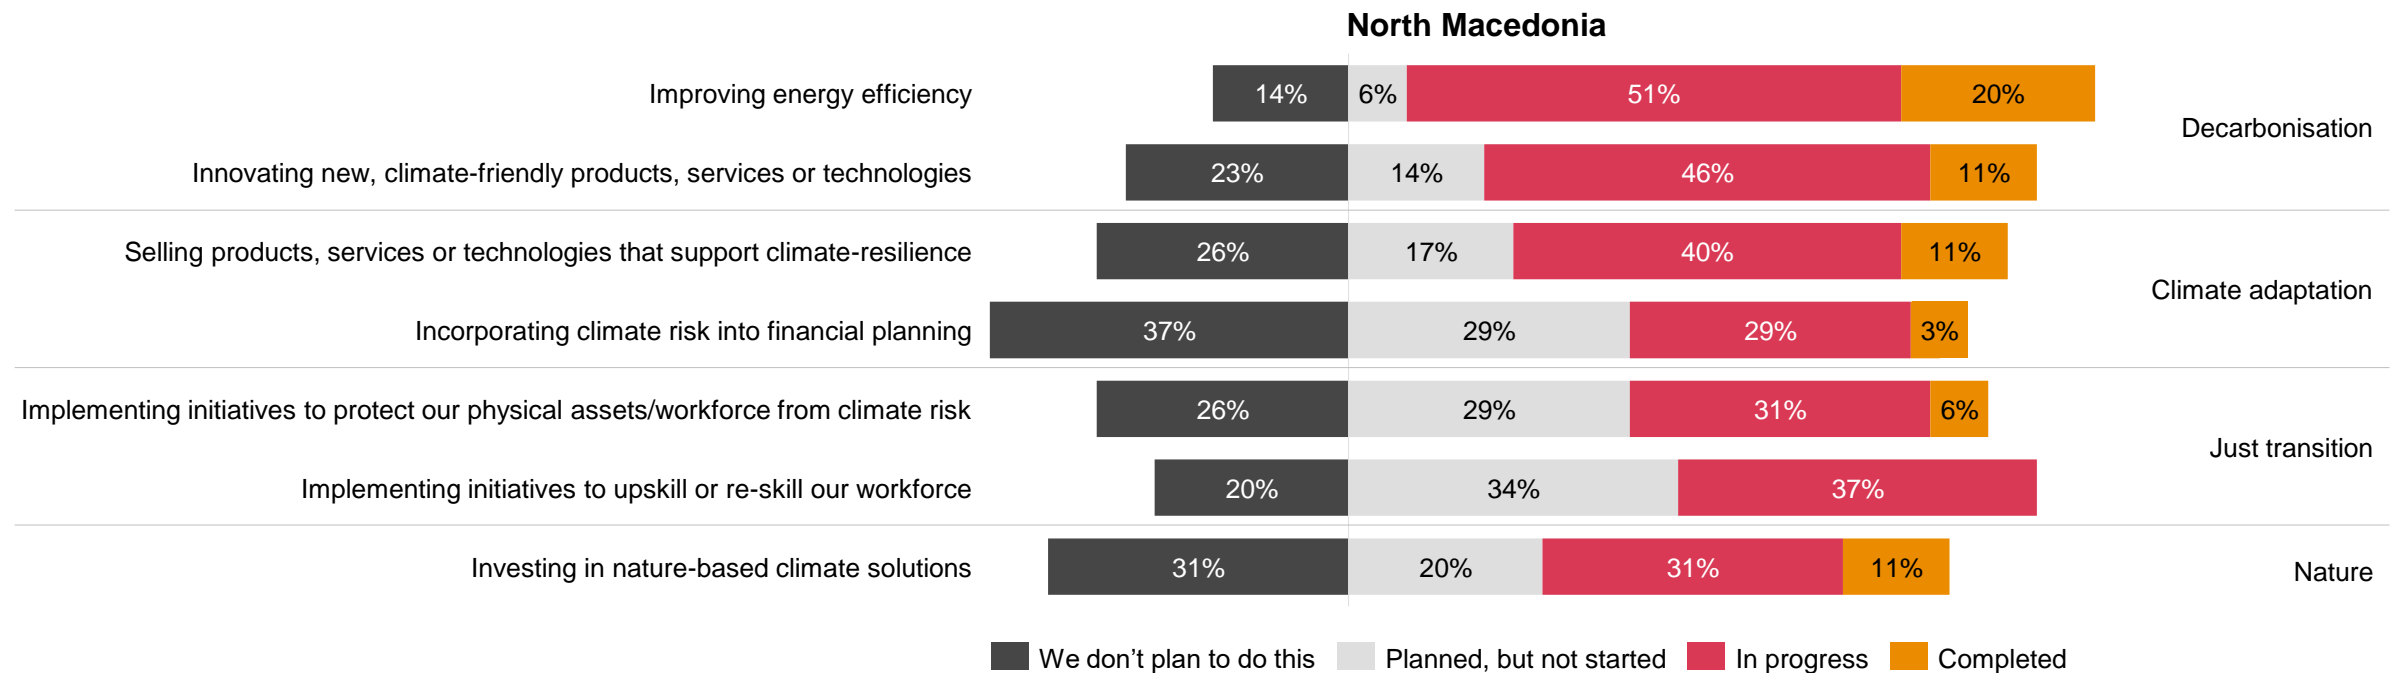 North Macedonia
Improving energy efficiency 14% 6% 51% 20%
Decarbonisation
Innovating new, climate-friendly products, services or technologies 23% 14% 46% 11%
Selling products, services or technologies that support climate-resilience 26% 17% 40% 11%
Climate adaptation
Incorporating climate risk into financial planning 37% 29% 29% 3%
Implementing initiatives to protect our physical assets/workforce from climate risk 26% 29% 31% 6%
Just transition
Implementing initiatives to upskill or re-skill our workforce 20% 34% 37%
Investing in nature-based climate solutions 31% 20% 31% 11% Nature
We don’t plan to do this Planned, but not started In progress Completed